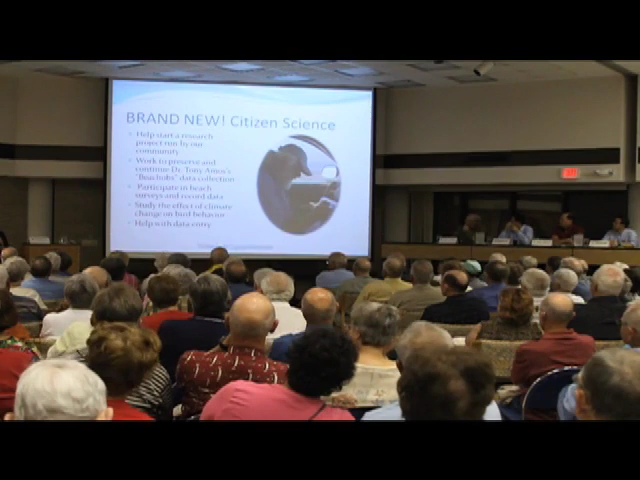 BRAND NEW! Citizen Science
Help start a research
project run by our
community
Work to preserve and
continue Dr. Tony Amos's
"Beachobs" data collection
Participate in beach
surveys and record data
Study the effect of climate
change on bird behavior
Help with data entry
EXIT